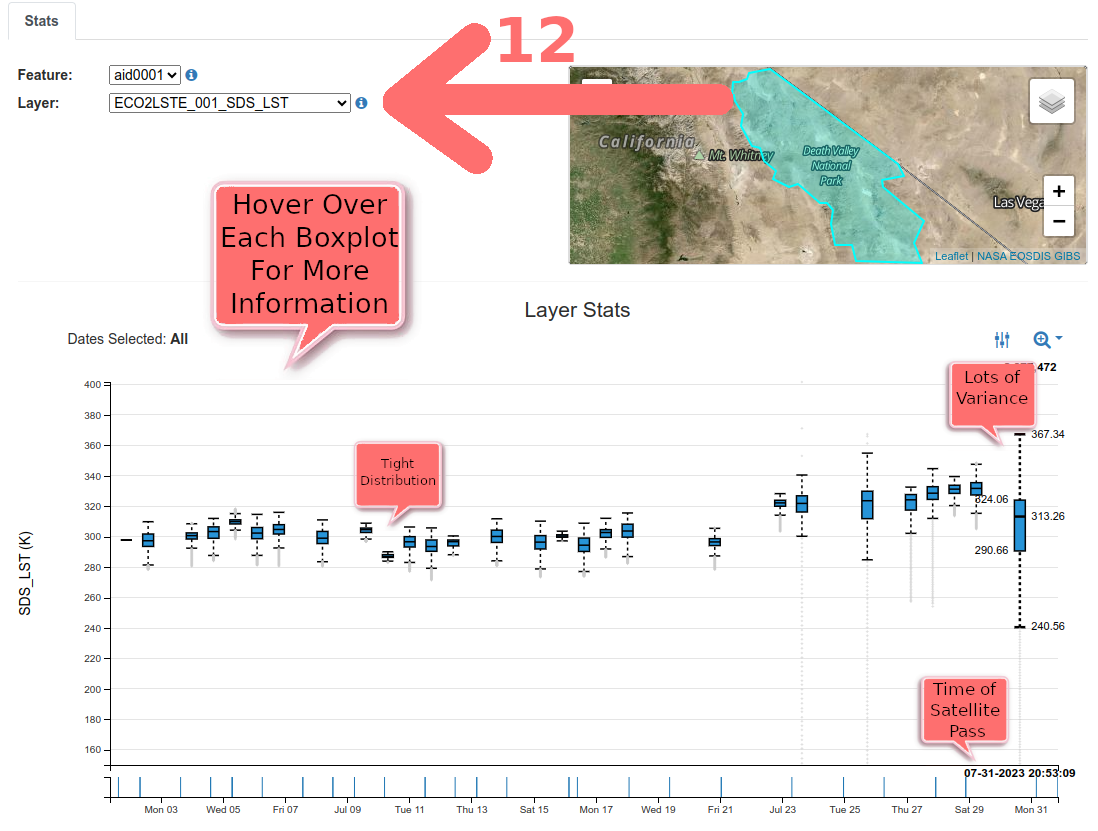 Stats
12
Feature:
aid0001
Layer:
ECO2LSTE_001_SDS_LST
California
Mt. Whitney
Death Valley
National
Park
Las Vega
+
−
Leaflet | NASA EOSDIS GIBS
Hover Over
Each Boxplot
For More
Information
Layer Stats
Dates Selected: All
472
Lots of
Variance
Tight
Distribution
SDS_LST (K)
400
380
360
340
320
300
280
260
240
220
200
180
160
367.34
324.06
313.26
290.66
240.56
Time of
Satellite
Pass
07-31-2023 20:53:09
Mon 03
Wed 05
Fri 07
Jul 09
Tue 11
Thu 13
Sat 15
Mon 17
Wed 19
Fri 21
Jul 23
Tue 25
Thu 27
Sat 29
Mon 31